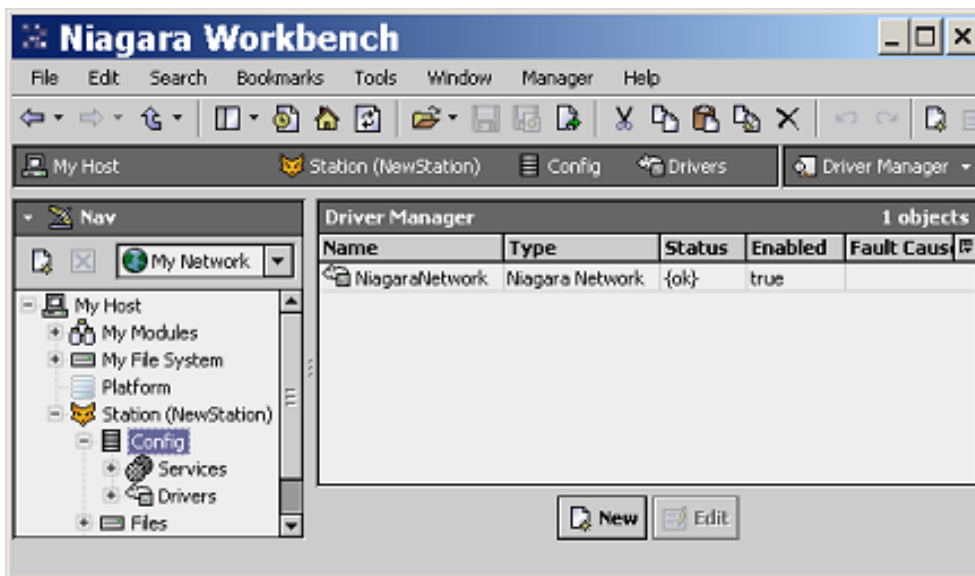 Niagara Workbench
File Edit Search Bookmarks Tools Window Manager Help
My Host Station (NewStation) Config Drivers Driver Manager
Nav
My Network
My Host
My Modules
My File System
Platform
Station (NewStation)
Config
Services
Drivers
Files
Driver Manager 1 objects
Name Type Status Enabled Fault Caus
NiagaraNetwork Niagara Network {ok} true
New Edit